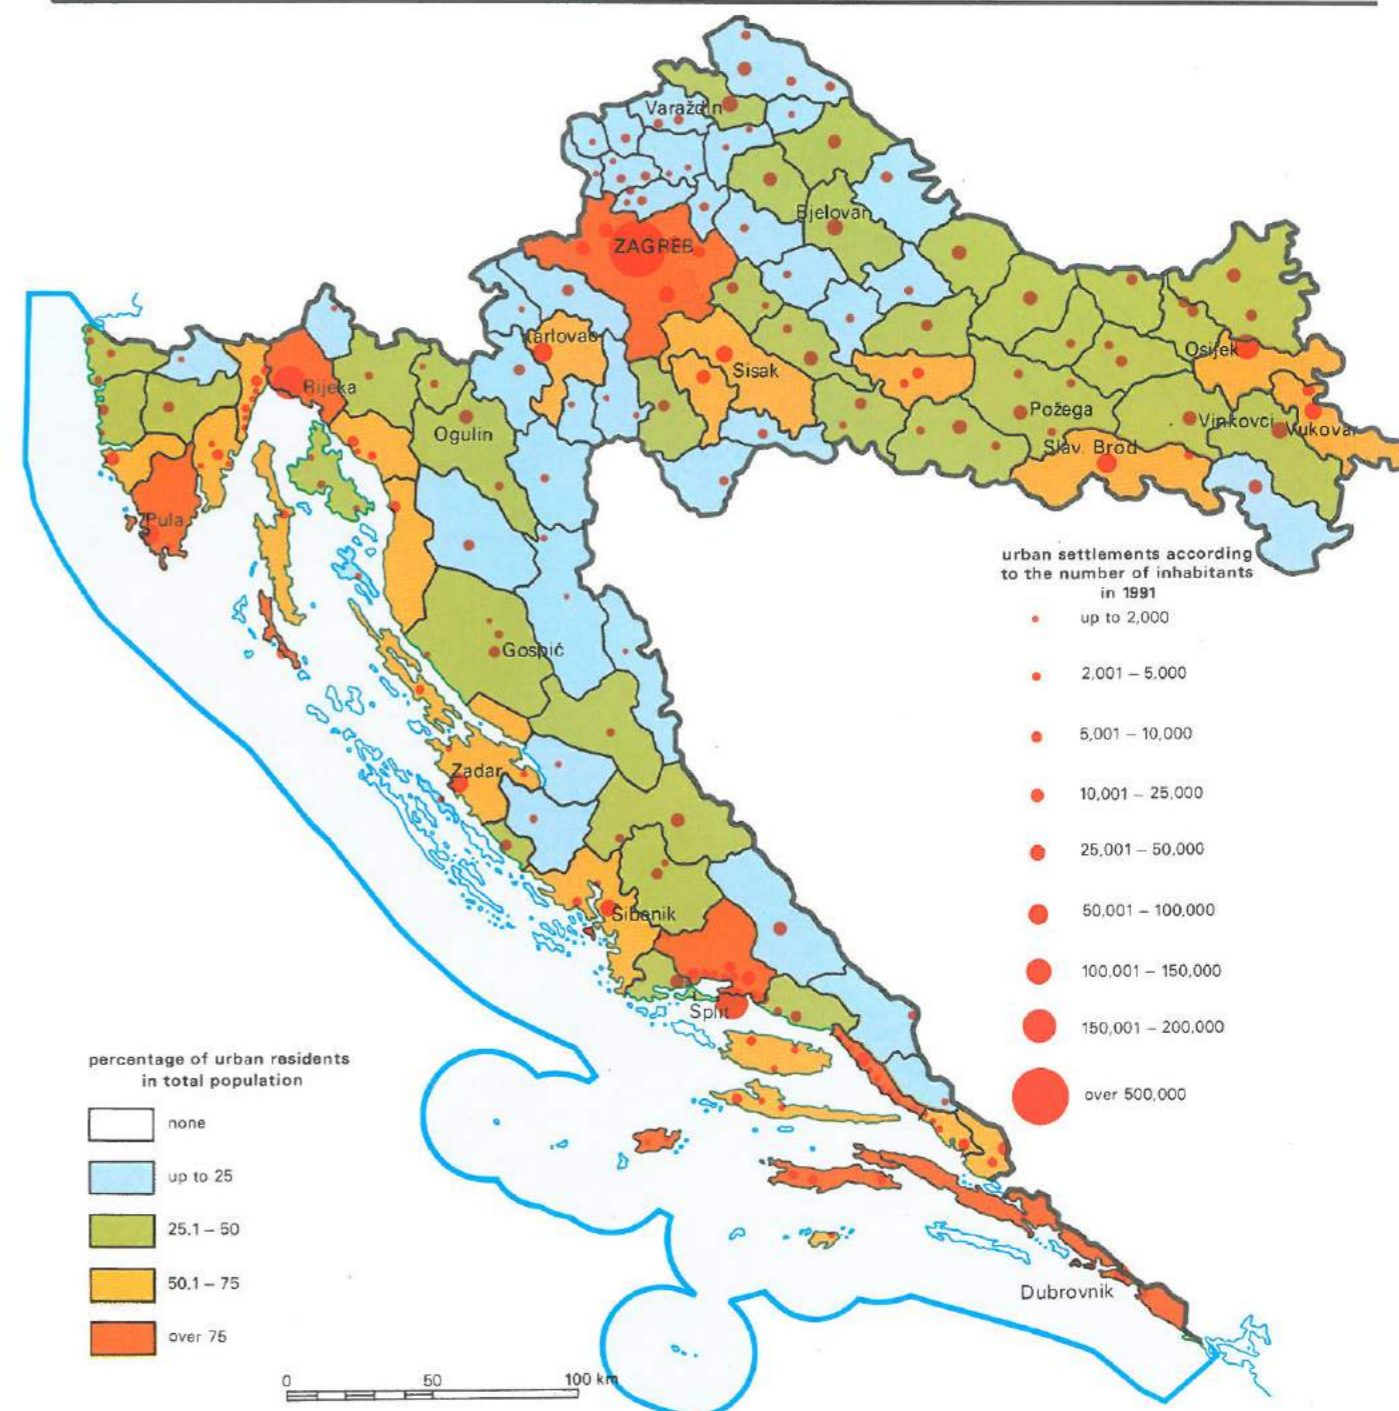 Varaždin
ZAGREB
Bjelovar
Karlovac
Sisak
Rijeka
Ogulin
Osijek
Požega
Vinkovci
Vukovar
Slav. Brod
Pula
Gospić
Zadar
Šibenik
Split
Dubrovnik
urban settlements according
to the number of inhabitants
in 1991
up to 2,000
2,001 – 5,000
5,001 – 10,000
10,001 – 25,000
25,001 – 50,000
50,001 – 100,000
100,001 – 150,000
150,001 – 200,000
over 500,000
percentage of urban residents
in total population
none
up to 25
25.1 – 50
50.1 – 75
over 75
0 50 100 km